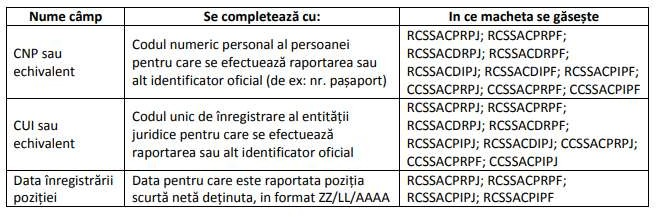 Nume câmp
Se completează cu:
In ce macheta se găsește
CNP sau
echivalent
Codul numeric personal al persoanei
pentru care se efectuează raportarea sau
alt identificator oficial (de ex: nr. pașaport)
RCSSACPRPJ; RCSSACPRPF;
RCSSACDRPJ; RCSSACDRPF;
RCSSACDIPJ; RCSSACDIPF; RCSSACPIPF;
CCSSACPRPJ; CCSSACPRPF; CCSSACPIPF
CUI sau
echivalent
Codul unic de înregistrare al entității
juridice pentru care se efectuează
raportarea sau alt identificator oficial
RCSSACPRPJ; RCSSACPRPF;
RCSSACDRPJ; RCSSACDRPF;
RCSSACPIPJ; RCSSACDIPJ; CCSSACPRPJ;
CCSSACPRPF; CCSSACPIPJ
Data înregistrării
poziției
Data pentru care este raportată poziția
scurtă netă deținuta, in format ZZ/LL/AAAA
RCSSACPRPJ; RCSSACPRPF;
RCSSACPIPJ; RCSSACPIPF